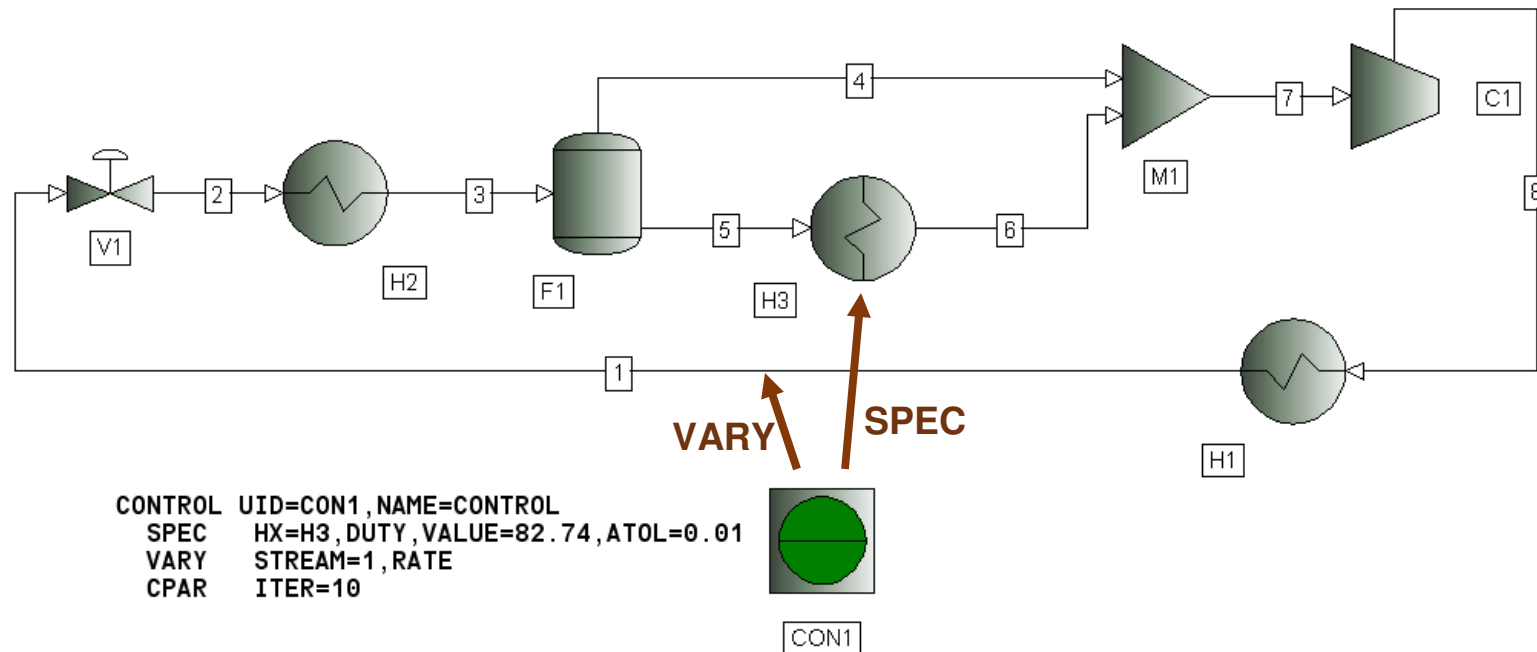 4
7
C1
M1
2
3
5
6
8
V1
H2
F1
H3
1
VARY
SPEC
H1
CONTROL UID=CON1,NAME=CONTROL
SPEC HX=H3,DUTY,VALUE=82.74,ATOL=0.01
VARY STREAM=1,RATE
CPAR ITER=10
CON1